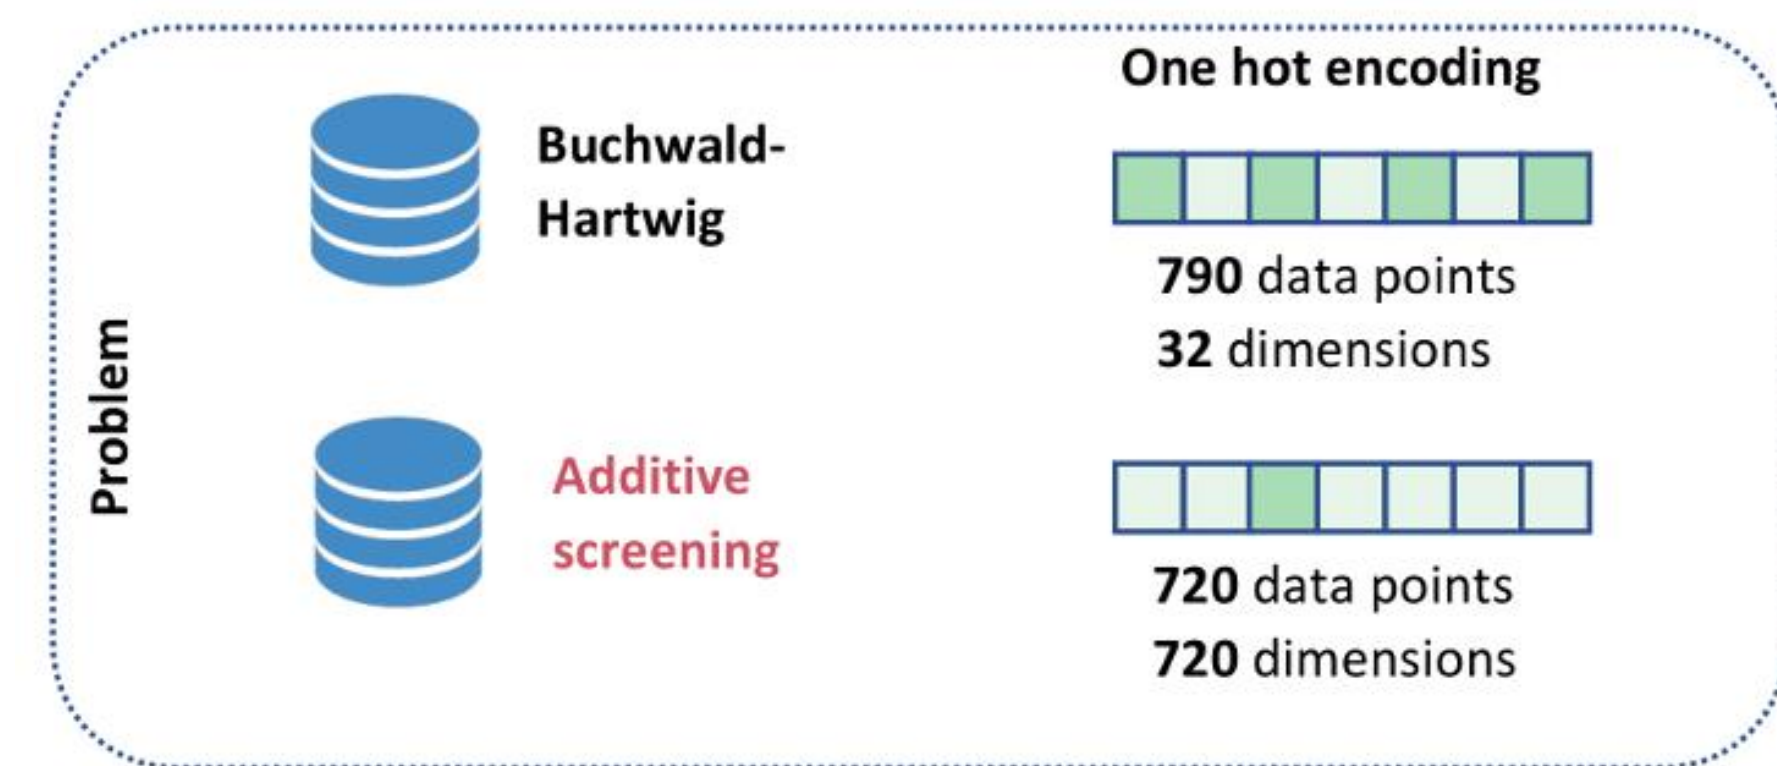 One hot encoding
Buchwald-
Hartwig
790 data points
32 dimensions
Problem
Additive
screening
720 data points
720 dimensions